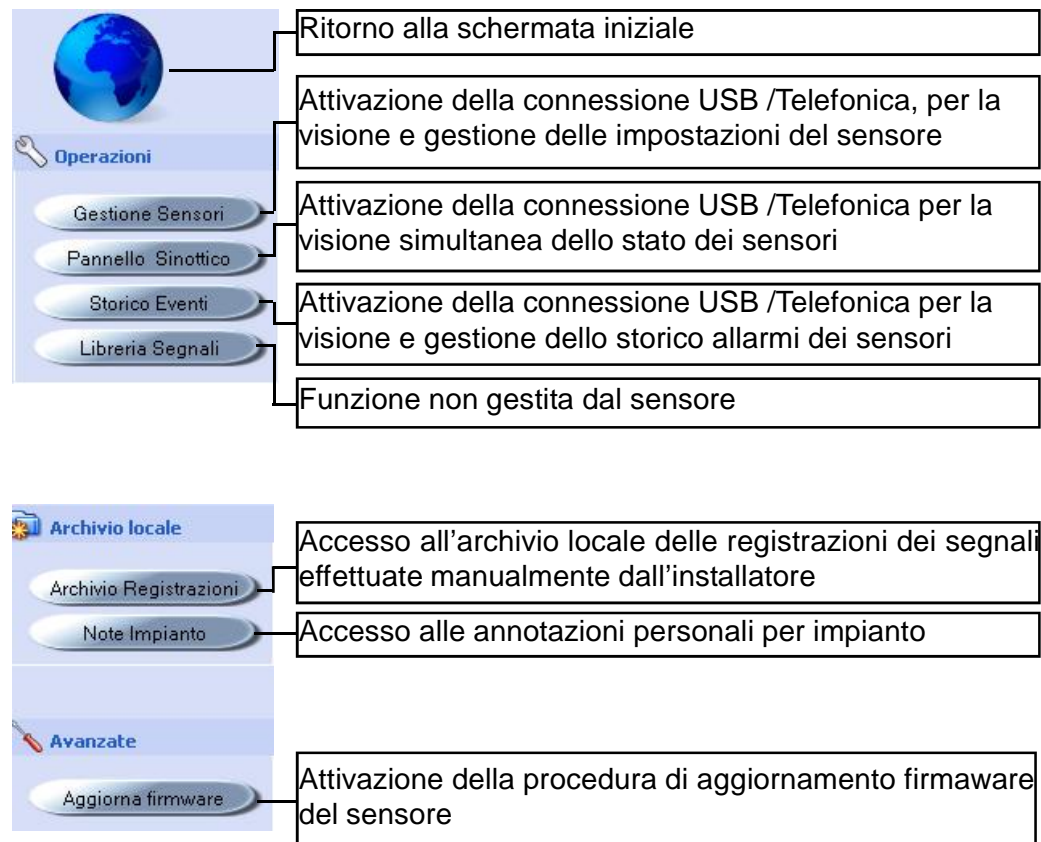 Ritorno alla schermata iniziale
Attivazione della connessione USB /Telefonica, per la
visione e gestione delle impostazioni del sensore
Operazioni
Gestione Sensori
Attivazione della connessione USB /Telefonica per la
visione simultanea dello stato dei sensori
Pannello Sinottico
Storico Eventi
Attivazione della connessione USB /Telefonica per la
visione e gestione dello storico allarmi dei sensori
Libreria Segnali
Funzione non gestita dal sensore
Archivio locale
Accesso all'archivio locale delle registrazioni dei segnali
effettuate manualmente dall'installatore
Archivio Registrazioni
Note Impianto
Accesso alle annotazioni personali per impianto
Avanzate
Aggiorna firmware
Attivazione della procedura di aggiornamento firmaware
del sensore